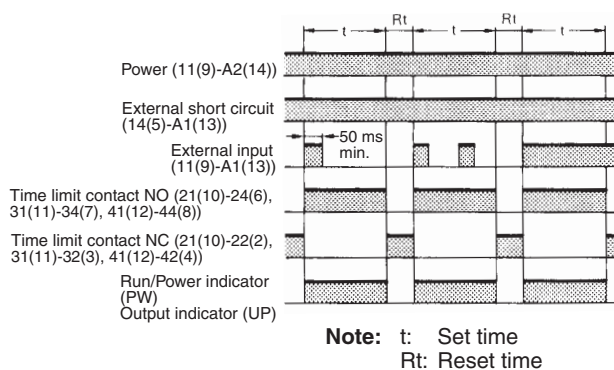 t Rt t Rt t
Power (11(9)-A2(14))
External short circuit
(14(5)-A1(13))
50 ms
min.
External input
(11(9)-A1(13))
Time limit contact NO (21(10)-24(6),
31(11)-34(7), 41(12)-44(8))
Time limit contact NC (21(10)-22(2),
31(11)-32(3), 41(12)-42(4))
Run/Power indicator
(PW)
Output indicator (UP)
Note: t: Set time
Rt: Reset time